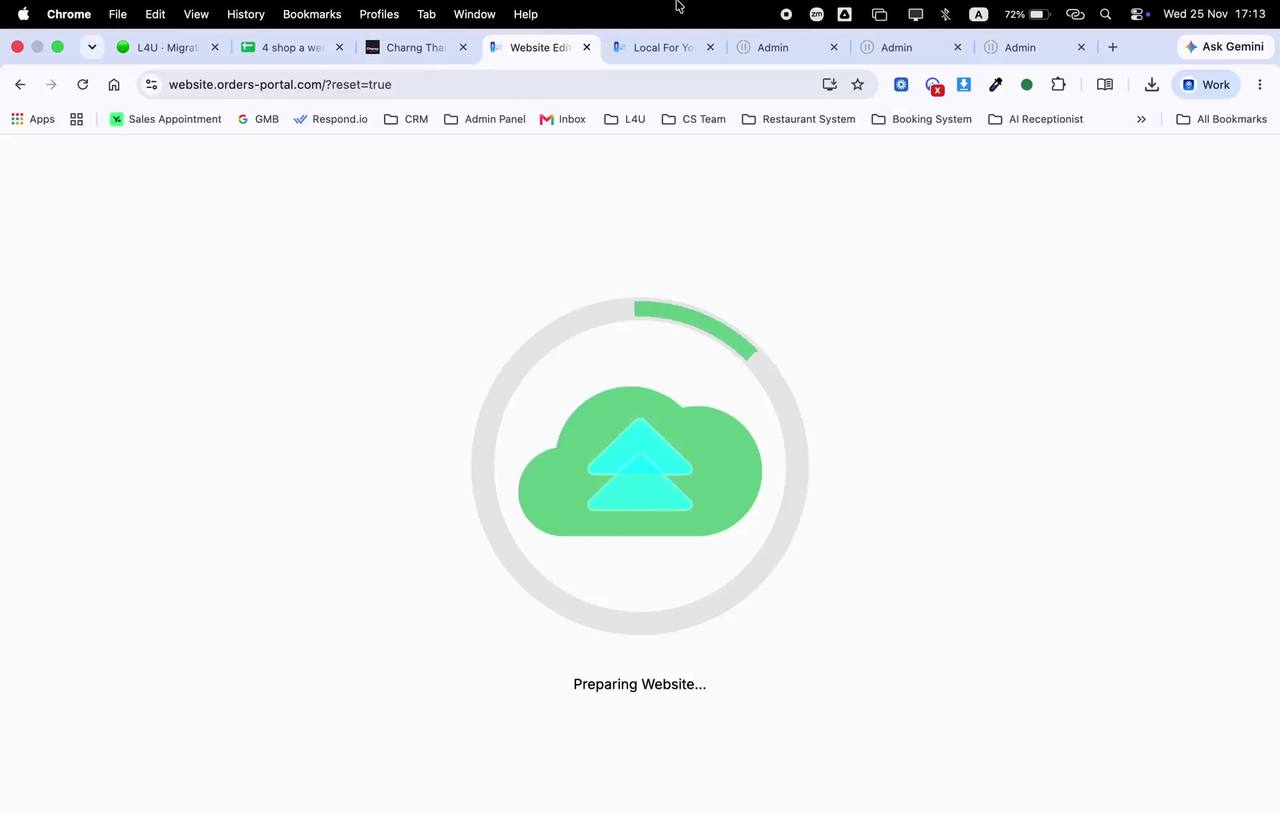 Chrome File Edit View History Bookmarks Profiles Tab Window Help zm A 72% Wed 25 Nov 17:13
L4U · Migrat 4 shop a wee Charng Thai Website Edit Local For Yo Admin Admin Admin Ask Gemini
website.orders-portal.com/?reset=true x Work
Apps Sales Appointment GMB Respond.io CRM Admin Panel Inbox L4U CS Team Restaurant System Booking System AI Receptionist » All Bookmarks
Preparing Website...